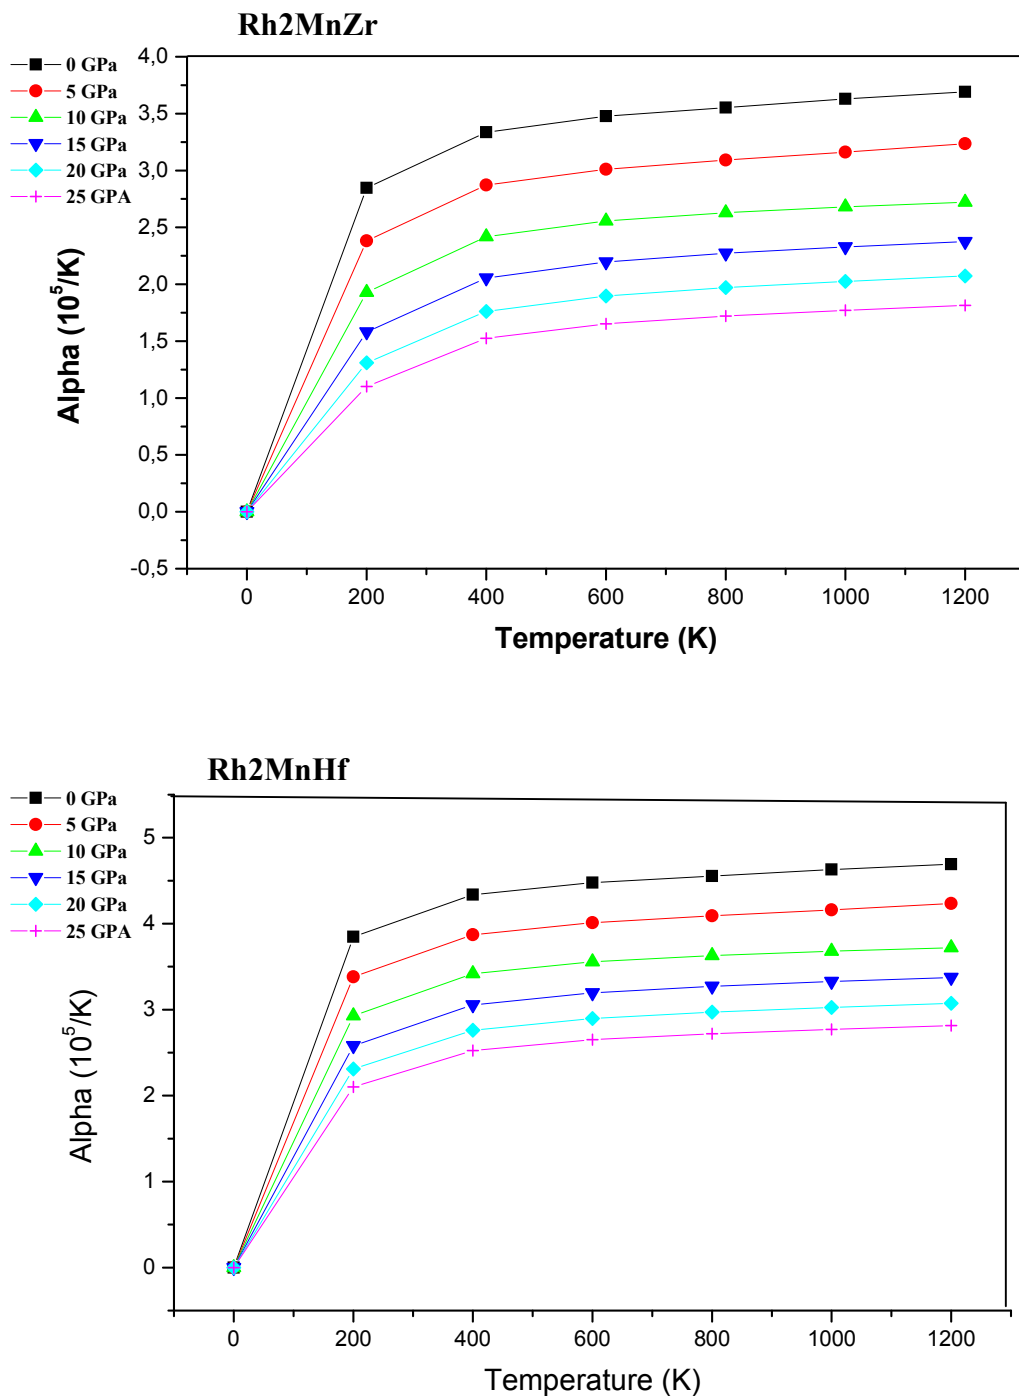 Rh2MnZr
0 GPa
5 GPa
10 GPa
15 GPa
20 GPa
25 GPA
4,0
3,5
3,0
2,5
2,0
1,5
1,0
0,5
0,0
-0,5
Alpha (10⁵/K)
0 200 400 600 800 1000 1200
Temperature (K)
Rh2MnHf
0 GPa
5 GPa
10 GPa
15 GPa
20 GPa
25 GPA
5
4
3
2
1
0
Alpha (10⁵/K)
0 200 400 600 800 1000 1200
Temperature (K)